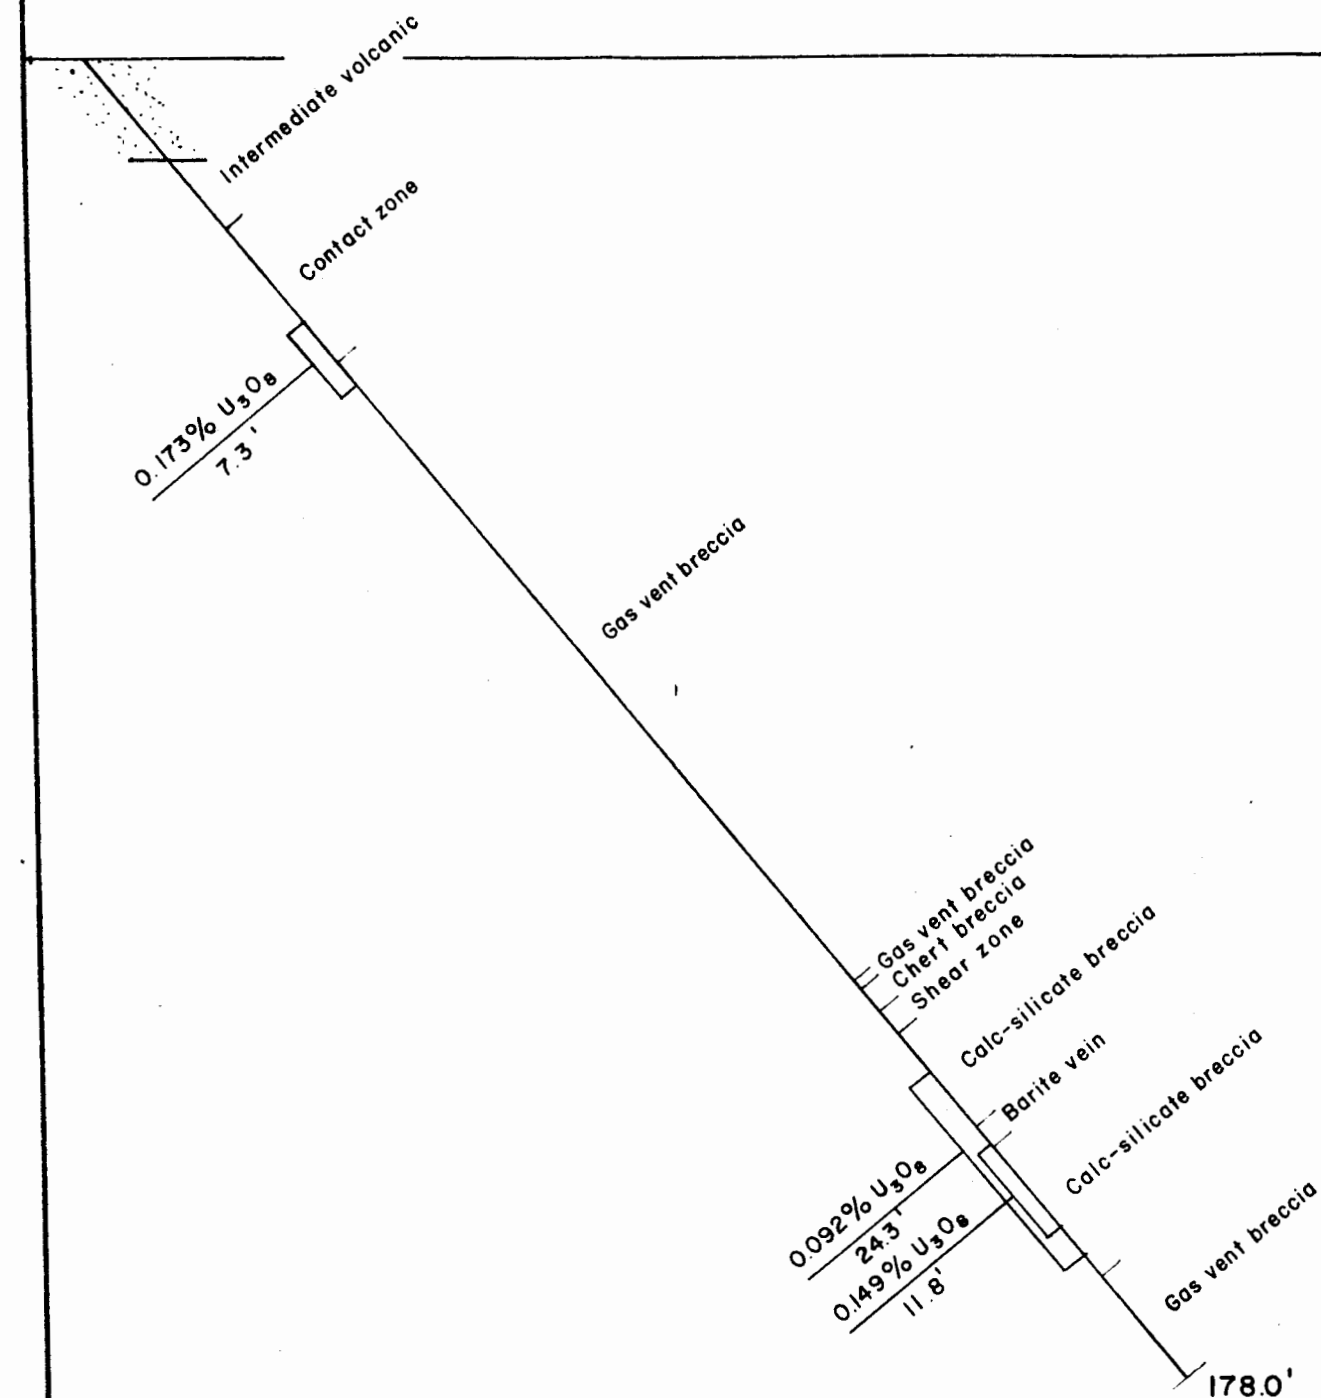 Intermediate volcanic
Contact zone
0.173% U₃O₈
7.3'
Gas vent breccia
Gas vent breccia
Chert breccia
Shear zone
Calc-silicate breccia
Barite vein
Calc-silicate breccia
0.092% U₃O₈
24.3'
0.149% U₃O₈
11.8'
Gas vent breccia
178.0'